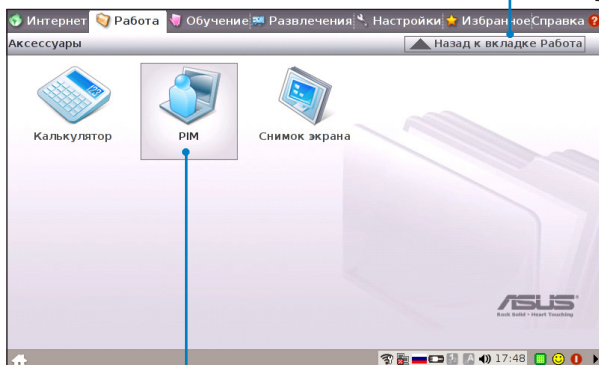 Интернет Работа Обучение Развлечения Настройки Избранное Справка
Аксессуары Назад к вкладке Работа
Калькулятор PIM Снимок экрана
ASUS
Rock Solid • Heart Touching
17:48